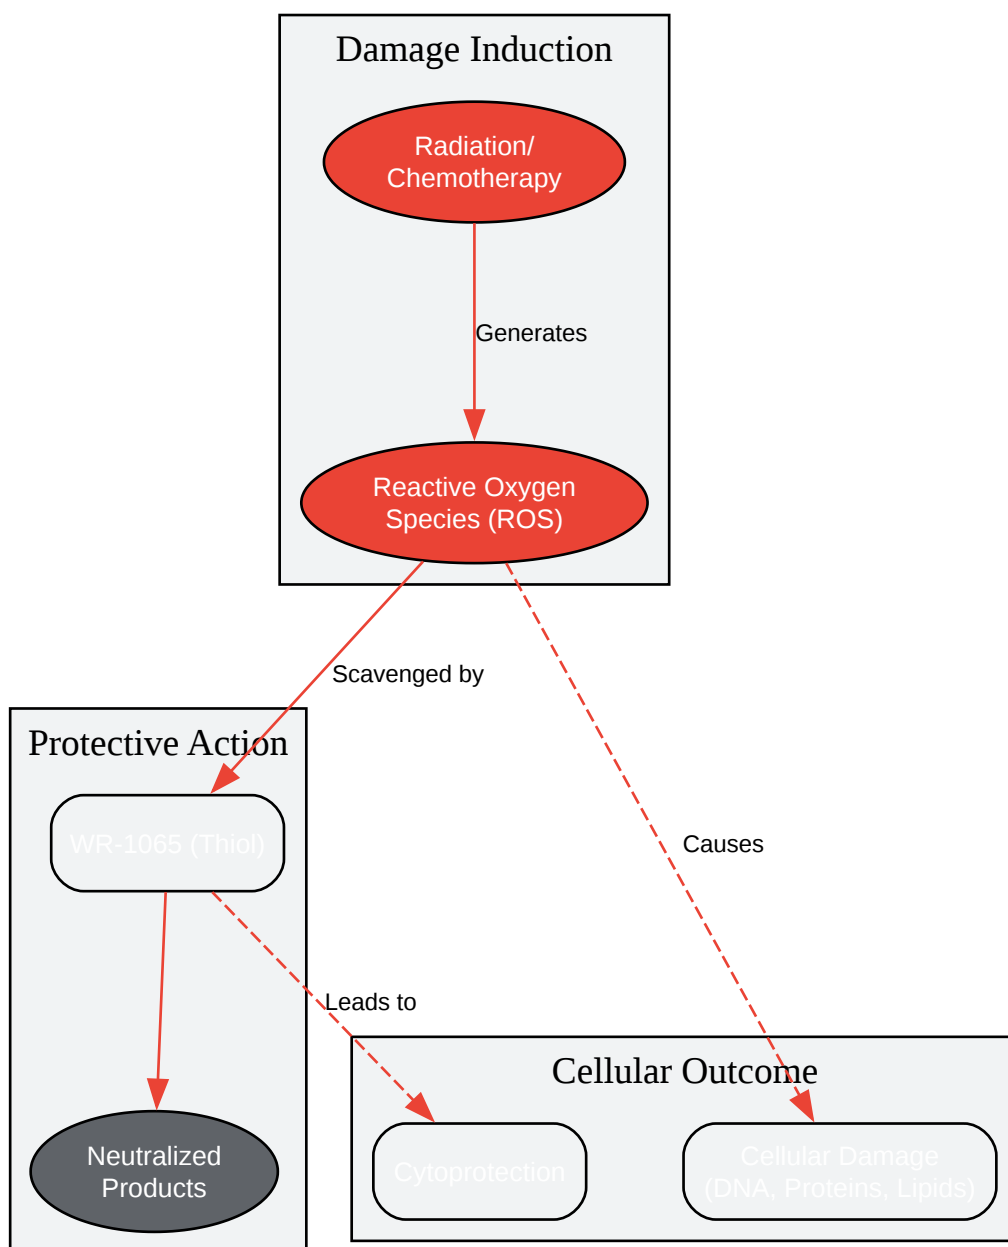 Damage Induction
Radiation/
Chemotherapy
Generates
Reactive Oxygen
Species (ROS)
Scavenged by
Protective Action
WR-1065 (Thiol)
Causes
Leads to
Cellular Outcome
Neutralized
Products
Cytoprotection
Cellular Damage
(DNA, Proteins, Lipids)